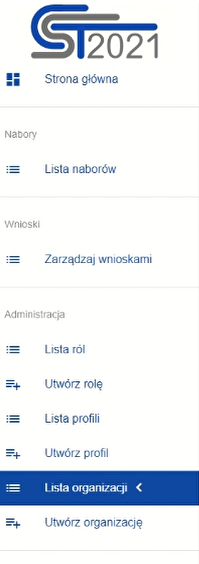 CST2021
Strona główna
Nabory
Lista naborów
Wnioski
Zarządzaj wnioskami
Administracja
Lista ról
Utwórz rolę
Lista profili
Utwórz profil
Lista organizacji
Utwórz organizację